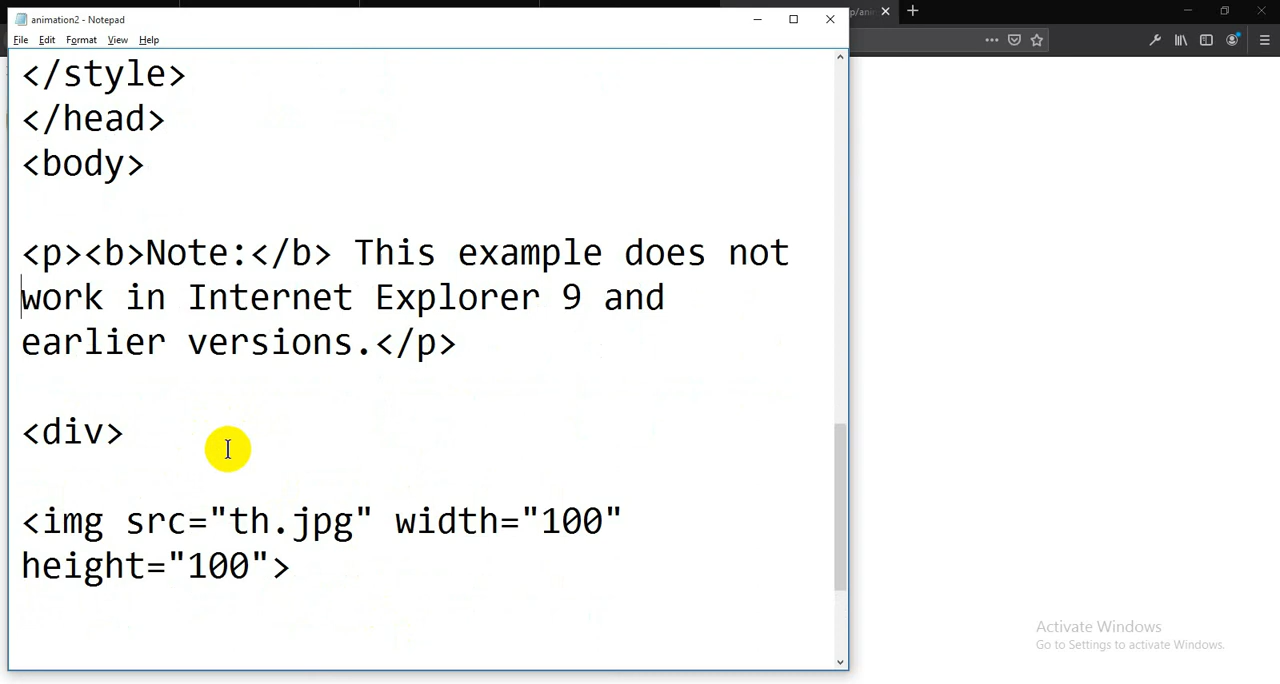 animation2 - Notepad
p/ani
File Edit Format View Help
</style>
</head>
<body>
<p><b>Note:</b> This example does not
work in Internet Explorer 9 and
earlier versions.</p>
<div>
<img src="th.jpg" width="100"
height="100">
Activate Windows
Go to Settings to activate Windows.